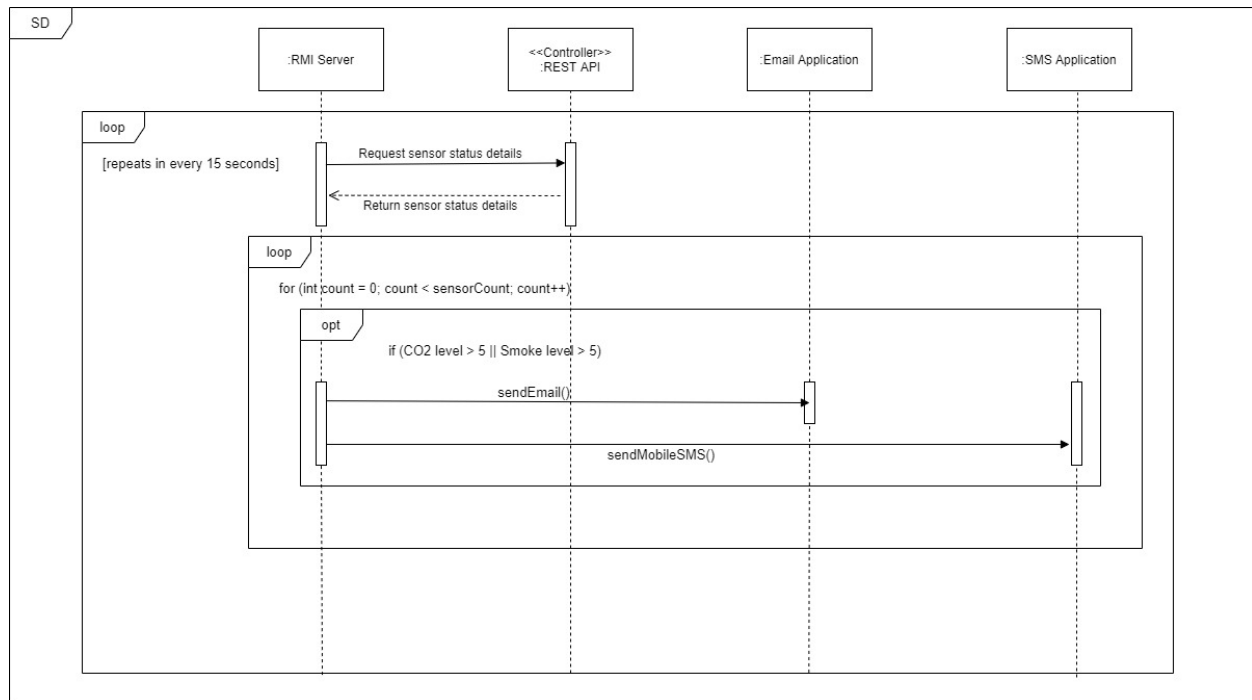 SD
:RMI Server
<<Controller>>
:REST API
:Email Application
:SMS Application
loop
[repeats in every 15 seconds]
Request sensor status details
Return sensor status details
loop
for (int count = 0; count < sensorCount; count++)
opt
if (CO2 level > 5 || Smoke level > 5)
sendEmail()
sendMobileSMS()